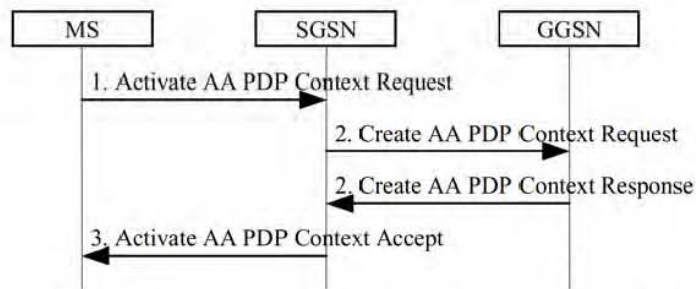 MS SGSN GGSN
1. Activate AA PDP Context Request
2. Create AA PDP Context Request
2. Create AA PDP Context Response
3. Activate AA PDP Context Accept